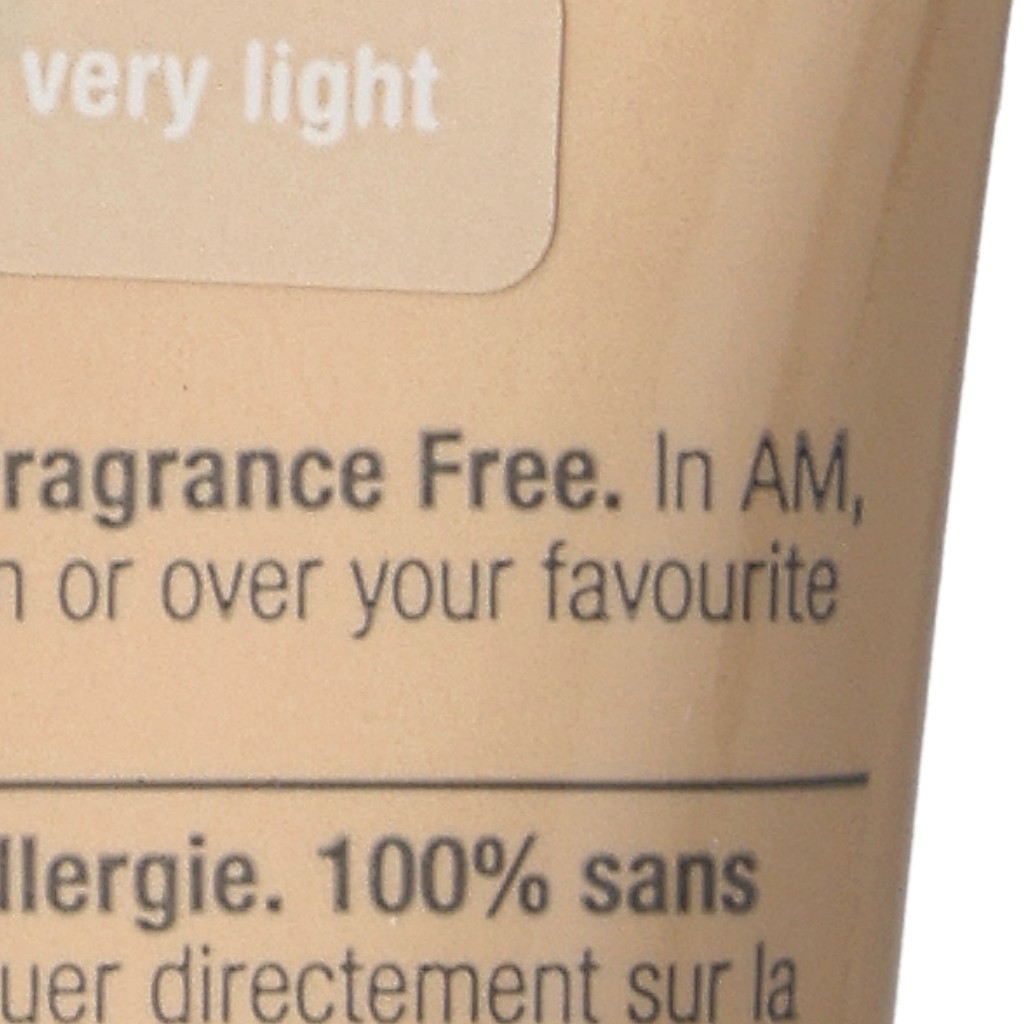 very light
ragrance Free. In AM,
n or over your favourite
llergie. 100% sans
uer directement sur la